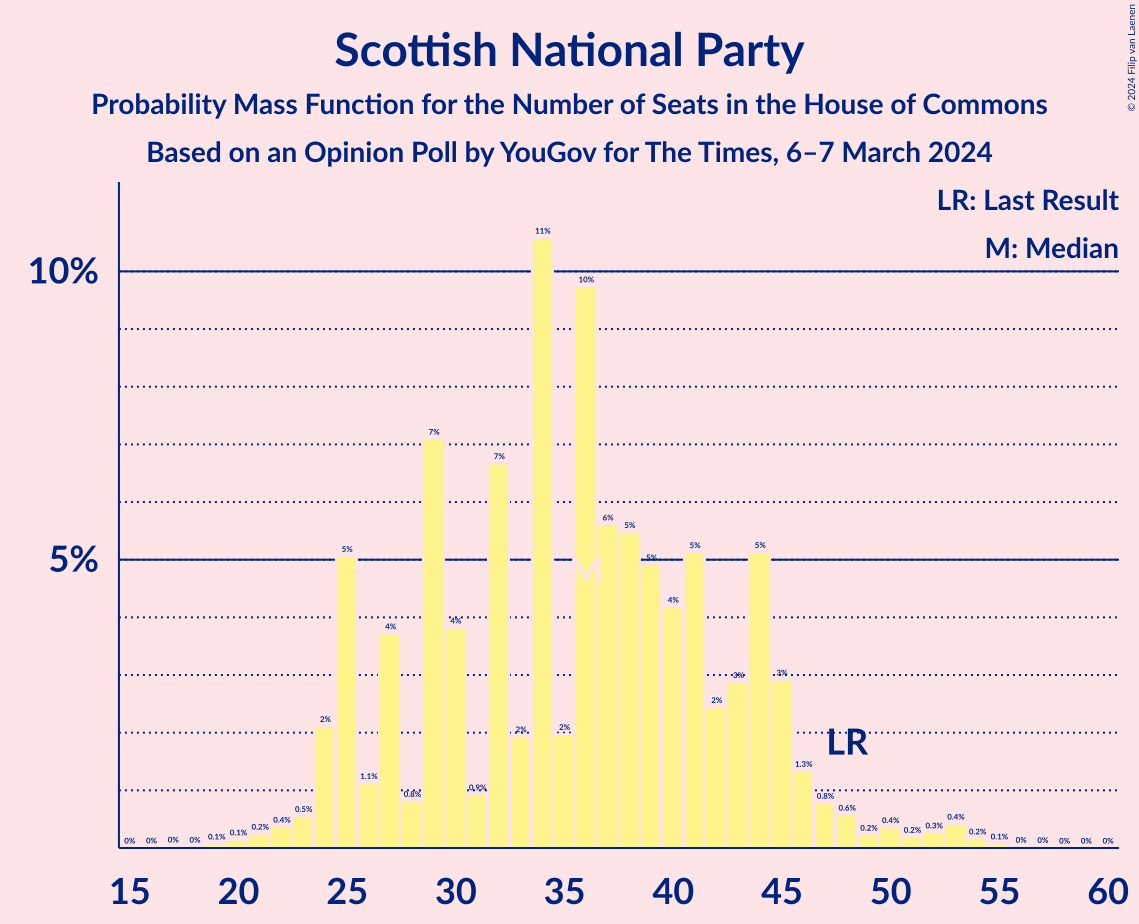 Scottish National Party
Probability Mass Function for the Number of Seats in the House of Commons
Based on an Opinion Poll by YouGov for The Times, 6–7 March 2024
© 2024 Filip van Laenen
LR: Last Result
M: Median
10%
5%
0% 0% 0% 0% 0.1% 0.1% 0.2% 0.4% 0.5% 2% 5% 1.1% 4% 0.8% 7% 4% 0.9% 7% 2% 11% 2% 10% 6% 5% 5% 4% 5% 2% 3% 5% 3% 1.3% 0.8% 0.6% 0.2% 0.4% 0.2% 0.3% 0.4% 0.2% 0.1% 0% 0% 0% 0% 0%
M
LR
15 20 25 30 35 40 45 50 55 60